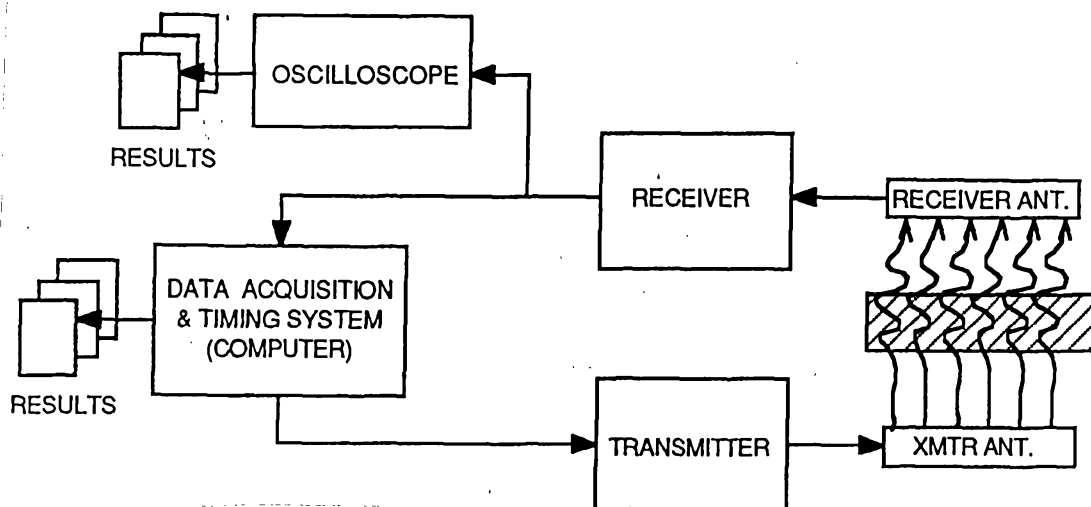 OSCILLOSCOPE
RESULTS
RECEIVER
RECEIVER ANT.
DATA ACQUISITION
& TIMING SYSTEM
(COMPUTER)
RESULTS
TRANSMITTER
XMTR ANT.